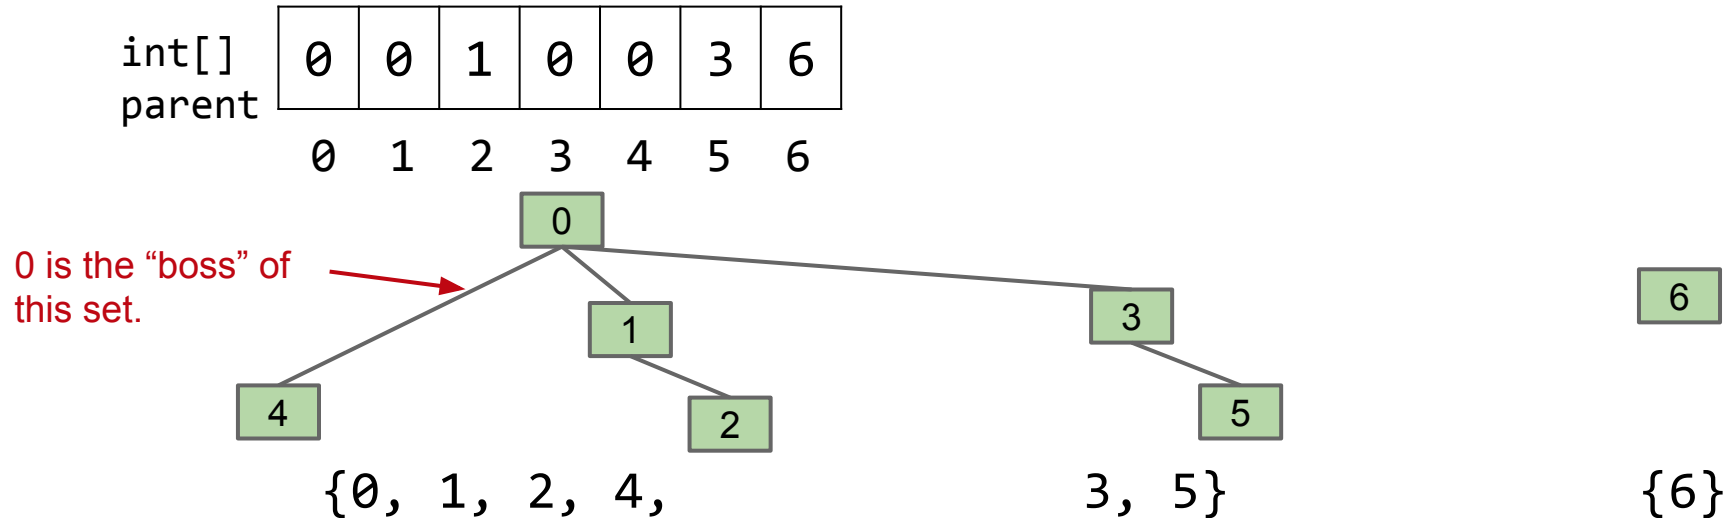 int[] 0 0 1 0 0 3 6
parent
0 1 2 3 4 5 6
0
0 is the “boss” of
this set.
1
3
6
4
2
5
{0, 1, 2, 4, 3, 5} {6}